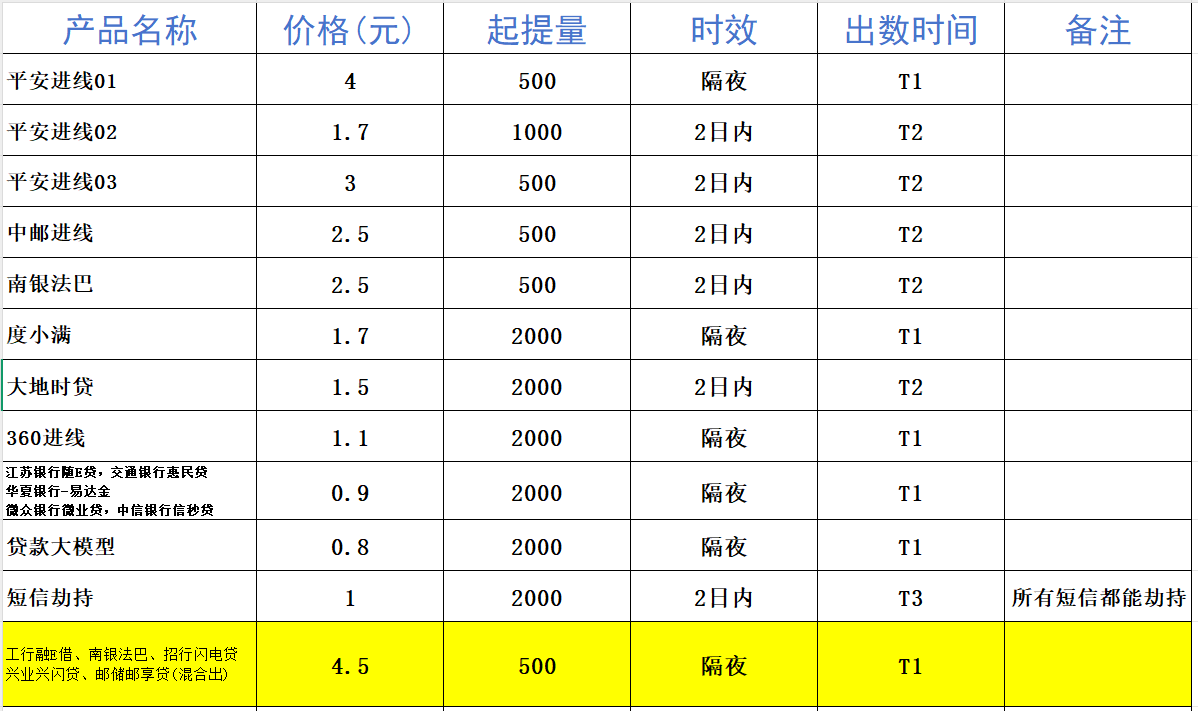 产品名称 价格(元) 起提量 时效 出数时间 备注
平安进线01 4 500 隔夜 T1
平安进线02 1.7 1000 2日内 T2
平安进线03 3 500 2日内 T2
中邮进线 2.5 500 2日内 T2
南银法巴 2.5 500 2日内 T2
度小满 1.7 2000 隔夜 T1
大地时贷 1.5 2000 2日内 T2
360进线 1.1 2000 隔夜 T1
江苏银行随E贷，交通银行惠民贷
华夏银行-易达金
微众银行微业贷，中信银行信秒贷
0.9 2000 隔夜 T1
贷款大模型 0.8 2000 隔夜 T1
短信劫持 1 2000 2日内 T3 所有短信都能劫持
工行融E借、南银法巴、招行闪电贷
兴业兴闪贷、邮储邮享贷(混合出)
4.5 500 隔夜 T1